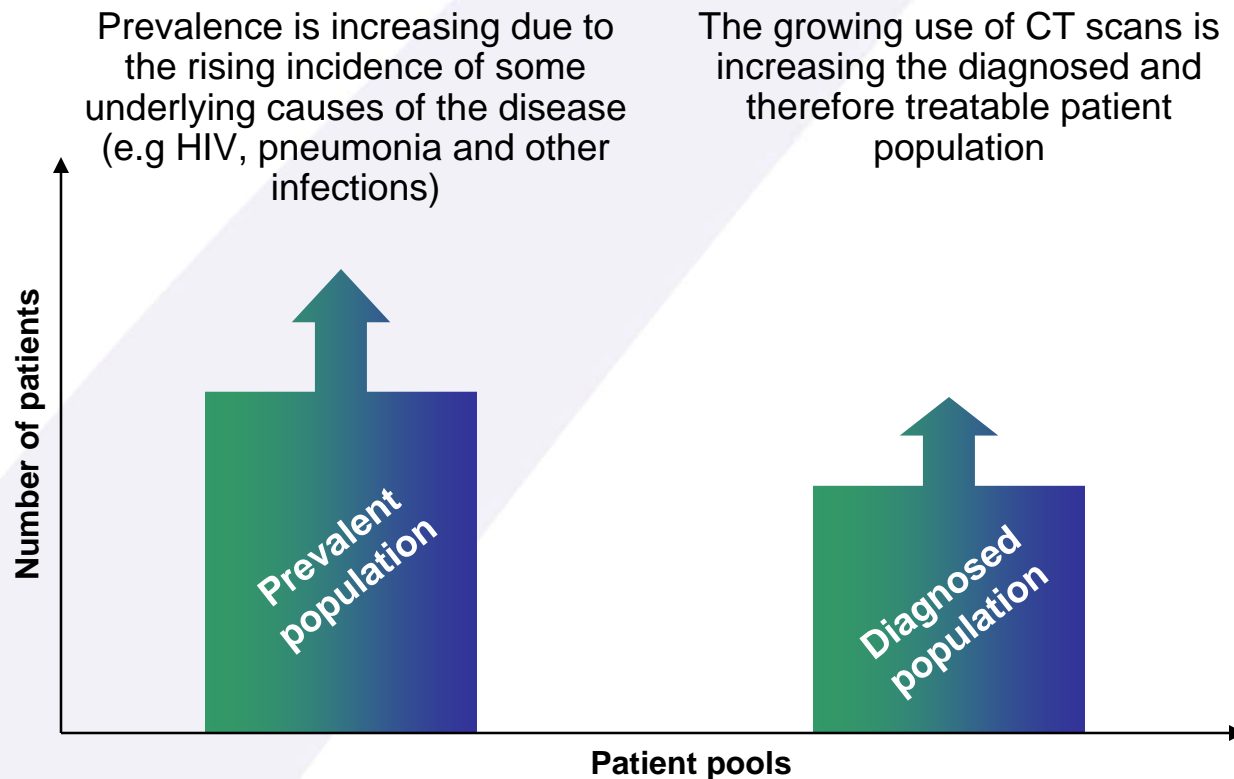 Prevalence is increasing due to
the rising incidence of some
underlying causes of the disease
(e.g HIV, pneumonia and other
infections)
The growing use of CT scans is
increasing the diagnosed and
therefore treatable patient
population
Number of patients
Prevalent
population
Diagnosed
population
Patient pools